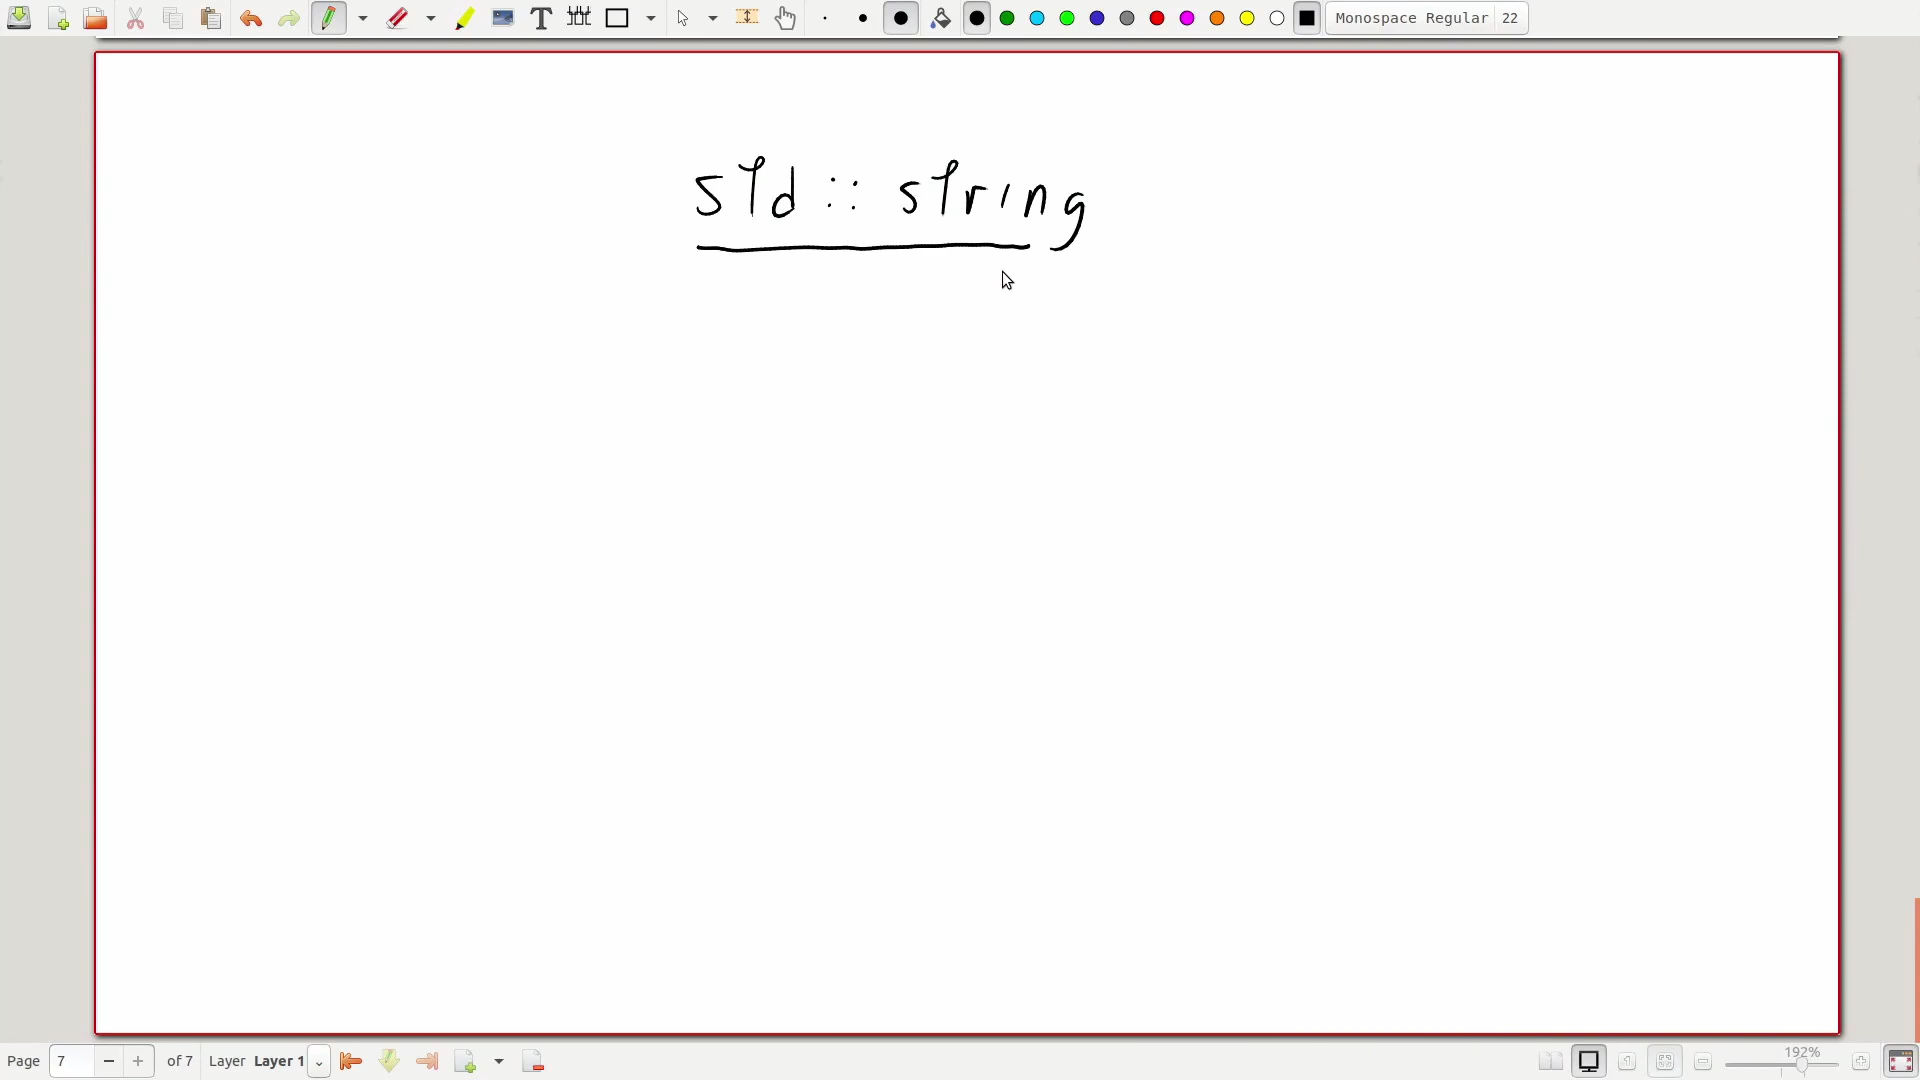 Monospace Regular 22
std :: string
Page 7 of 7 Layer Layer 1 192%